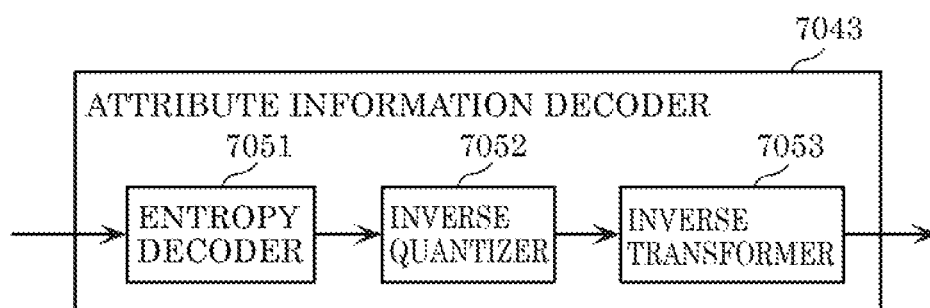 7043
ATTRIBUTE INFORMATION DECODER
7051
7052
7053
ENTROPY
DECODER
INVERSE
QUANTIZER
INVERSE
TRANSFORMER